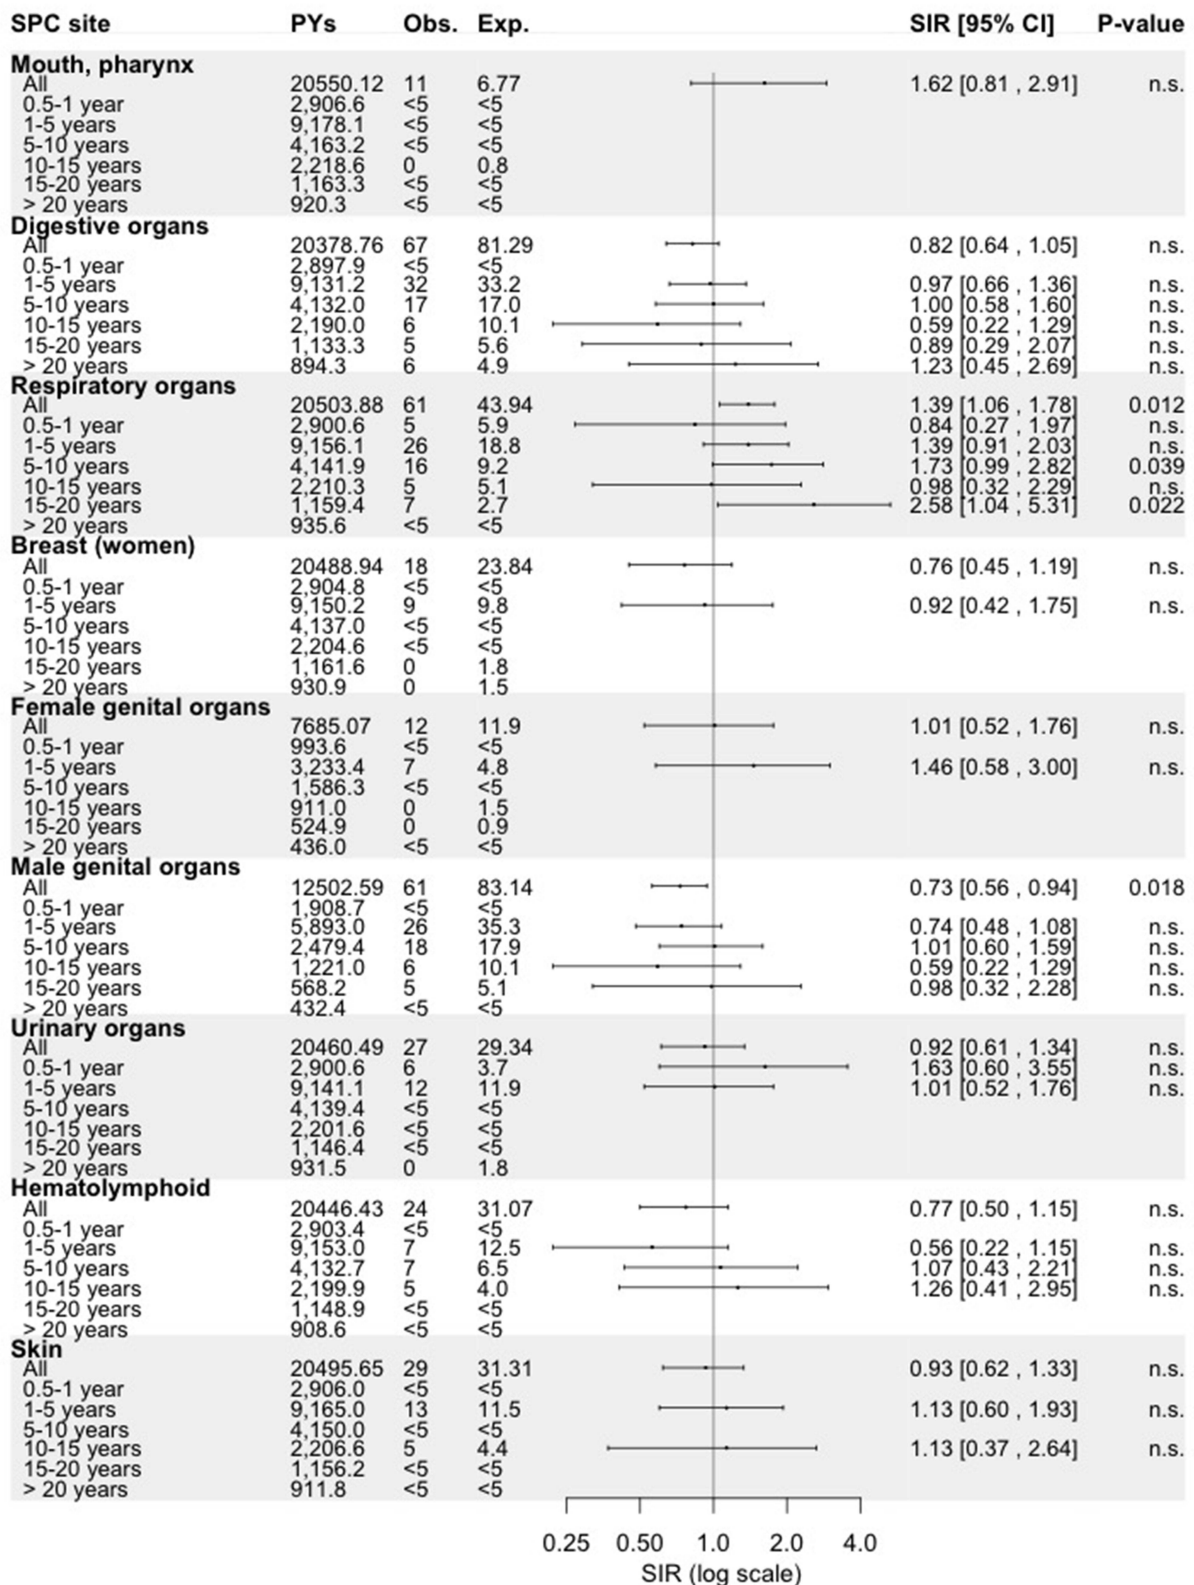 SPC site PYs Obs. Exp. SIR [95% CI] P-value
Mouth, pharynx
All 20550.12 11 6.77 1.62 [0.81 , 2.91] n.s.
0.5-1 year 2,906.6 <5 <5
1-5 years 9,178.1 <5 <5
5-10 years 4,163.2 <5 <5
10-15 years 2,218.6 0 0.8
15-20 years 1,163.3 <5 <5
> 20 years 920.3 <5 <5
Digestive organs
All 20378.76 67 81.29 0.82 [0.64 , 1.05] n.s.
0.5-1 year 2,897.9 <5 <5
1-5 years 9,131.2 32 33.2 0.97 [0.66 , 1.36] n.s.
5-10 years 4,132.0 17 17.0 1.00 [0.58 , 1.60] n.s.
10-15 years 2,190.0 6 10.1 0.59 [0.22 , 1.29] n.s.
15-20 years 1,133.3 5 5.6 0.89 [0.29 , 2.07] n.s.
> 20 years 894.3 6 4.9 1.23 [0.45 , 2.69] n.s.
Respiratory organs
All 20503.88 61 43.94 1.39 [1.06 , 1.78] 0.012
0.5-1 year 2,900.6 5 5.9 0.84 [0.27 , 1.97] n.s.
1-5 years 9,156.1 26 18.8 1.39 [0.91 , 2.03] n.s.
5-10 years 4,141.9 16 9.2 1.73 [0.99 , 2.82] 0.039
10-15 years 2,210.3 5 5.1 0.98 [0.32 , 2.29] n.s.
15-20 years 1,159.4 7 2.7 2.58 [1.04 , 5.31] 0.022
> 20 years 935.6 <5 <5
Breast (women)
All 20488.94 18 23.84 0.76 [0.45 , 1.19] n.s.
0.5-1 year 2,904.8 <5 <5
1-5 years 9,150.2 9 9.8 0.92 [0.42 , 1.75] n.s.
5-10 years 4,137.0 <5 <5
10-15 years 2,204.6 <5 <5
15-20 years 1,161.6 0 1.8
> 20 years 930.9 0 1.5
Female genital organs
All 7685.07 12 11.9 1.01 [0.52 , 1.76] n.s.
0.5-1 year 993.6 <5 <5
1-5 years 3,233.4 7 4.8 1.46 [0.58 , 3.00] n.s.
5-10 years 1,586.3 <5 <5
10-15 years 911.0 0 1.5
15-20 years 524.9 0 0.9
> 20 years 436.0 <5 <5
Male genital organs
All 12502.59 61 83.14 0.73 [0.56 , 0.94] 0.018
0.5-1 year 1,908.7 <5 <5
1-5 years 5,893.0 26 35.3 0.74 [0.48 , 1.08] n.s.
5-10 years 2,479.4 18 17.9 1.01 [0.60 , 1.59] n.s.
10-15 years 1,221.0 6 10.1 0.59 [0.22 , 1.29] n.s.
15-20 years 568.2 5 5.1 0.98 [0.32 , 2.28] n.s.
> 20 years 432.4 <5 <5
Urinary organs
All 20460.49 27 29.34 0.92 [0.61 , 1.34] n.s.
0.5-1 year 2,900.6 6 3.7 1.63 [0.60 , 3.55] n.s.
1-5 years 9,141.1 12 11.9 1.01 [0.52 , 1.76] n.s.
5-10 years 4,139.4 <5 <5
10-15 years 2,201.6 <5 <5
15-20 years 1,146.4 <5 <5
> 20 years 931.5 0 1.8
Hematolymphoid
All 20446.43 24 31.07 0.77 [0.50 , 1.15] n.s.
0.5-1 year 2,903.4 <5 <5
1-5 years 9,153.0 7 12.5 0.56 [0.22 , 1.15] n.s.
5-10 years 4,132.7 7 6.5 1.07 [0.43 , 2.21] n.s.
10-15 years 2,199.9 5 4.0 1.26 [0.41 , 2.95] n.s.
15-20 years 1,148.9 <5 <5
> 20 years 908.6 <5 <5
Skin
All 20495.65 29 31.31 0.93 [0.62 , 1.33] n.s.
0.5-1 year 2,906.0 <5 <5
1-5 years 9,165.0 13 11.5 1.13 [0.60 , 1.93] n.s.
5-10 years 4,150.0 <5 <5
10-15 years 2,206.6 5 4.4 1.13 [0.37 , 2.64] n.s.
15-20 years 1,156.2 <5 <5
> 20 years 911.8 <5 <5
0.25 0.50 1.0 2.0 4.0
SIR (log scale)